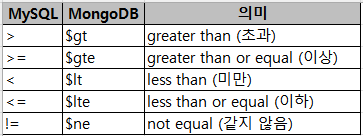 MySQL MongoDB 의미
> $gt greater than (초과)
>= $gte greater than or equal (이상)
< $lt less than (미만)
<= $lte less than or equal (이하)
!= $ne not equal (같지 않음)